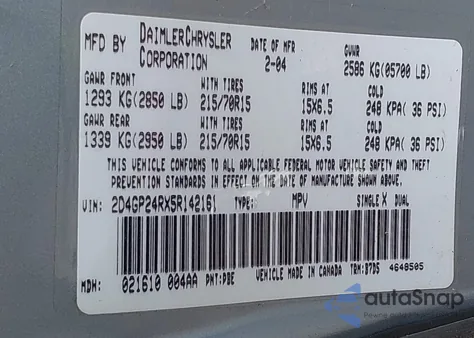 MFD BY DAIMLERCHRYSLER CORPORATION DATE OF MFR 2-04 GVWR 2586 KG(05700 LB)
GAWR FRONT WITH TIRES RIMS AT COLD
1293 KG(2850 LB) 215/70R15 15X6.5 248 KPA( 36 PSI)
GAWR REAR WITH TIRES RIMS AT COLD
1339 KG(2950 LB) 215/70R15 15X6.5 248 KPA( 36 PSI)
THIS VEHICLE CONFORMS TO ALL APPLICABLE FEDERAL MOTOR VEHICLE SAFETY AND THEFT
PREVENTION STANDARDS IN EFFECT ON THE DATE OF MANUFACTURE SHOWN ABOVE.
VIN: 2D4GP24RX5R142161 TYPE: MPV SINGLE X DUAL
MDH: 021610 004AA PNT:PBE VEHICLE MADE IN CANADA TRM:B7D5 4648505
autoSnap